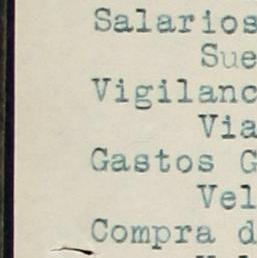 Salarios
Sue
Vigilanc
Via
Gastos G
Vel
Compra d